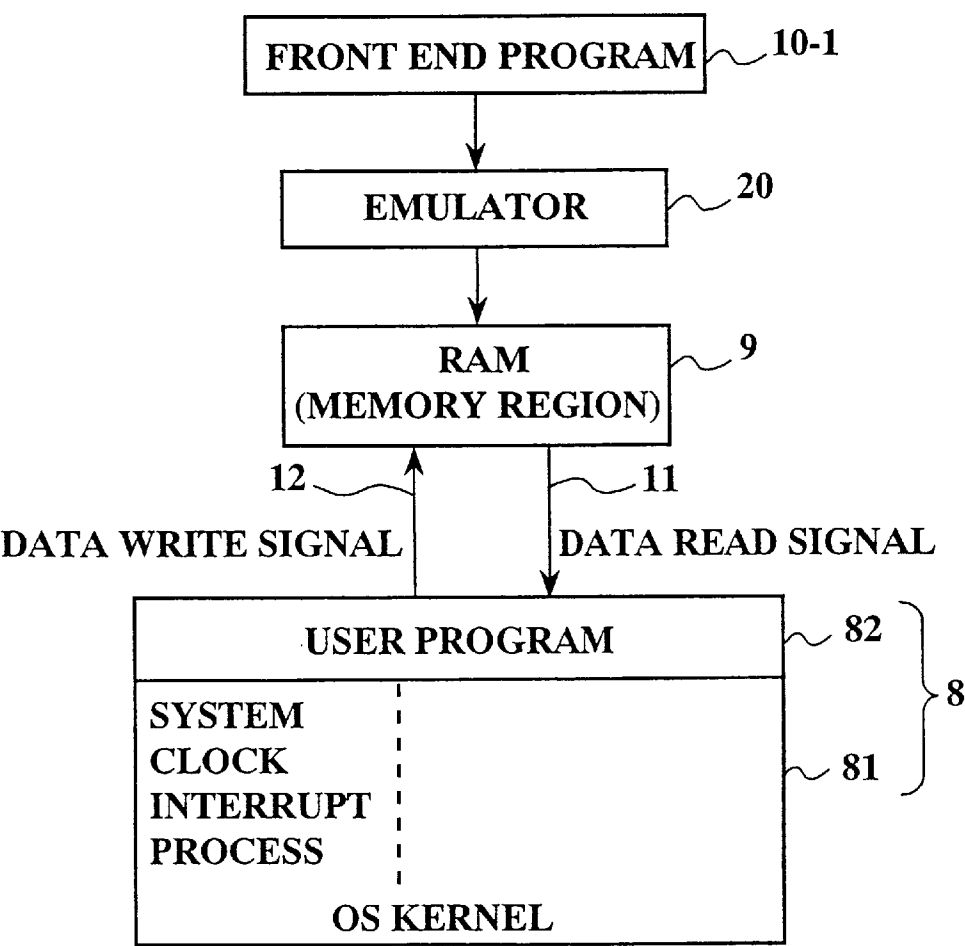 FRONT END PROGRAM
10-1
EMULATOR
20
RAM
(MEMORY REGION)
9
12
11
DATA WRITE SIGNAL
DATA READ SIGNAL
USER PROGRAM
82
8
SYSTEM
CLOCK
INTERRUPT
PROCESS
81
OS KERNEL